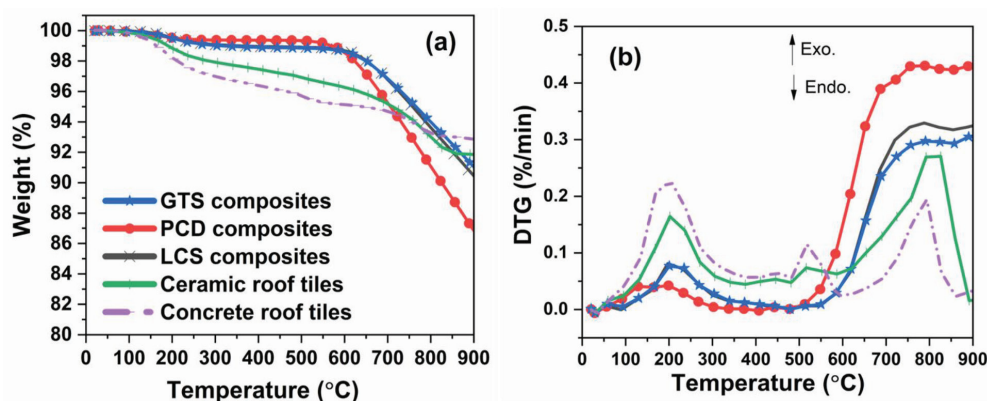 (a)
Weight (%)
100
98
96
94
92
90
88
86
84
82
80
GTS composites
PCD composites
LCS composites
Ceramic roof tiles
Concrete roof tiles
0 100 200 300 400 500 600 700 800 900
Temperature (°C)
(b)
Exo.
Endo.
DTG (%/min)
0.5
0.4
0.3
0.2
0.1
0.0
0 100 200 300 400 500 600 700 800 900
Temperature (°C)